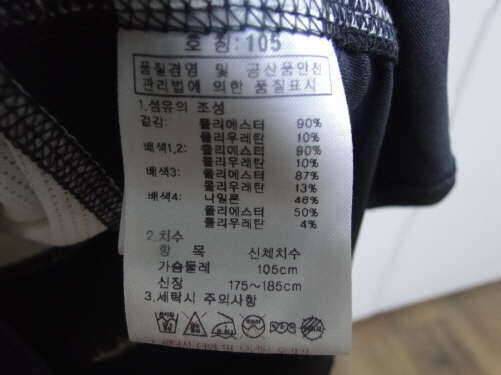 호 칭:105
품질경영 및 공산품안전
관리법에 의한 품질표시
1.섬유의 조성
겉감: 폴리에스터 90%
폴리우레탄 10%
배색1,2: 폴리에스터 90%
폴리우레탄 10%
배색3: 폴리에스터 87%
폴리우레탄 13%
배색4: 나일론 46%
폴리에스터 50%
폴리우레탄 4%
2.치수
항 목 신체치수
가슴둘레 105cm
신장 175~185cm
3.세탁시 주의사항